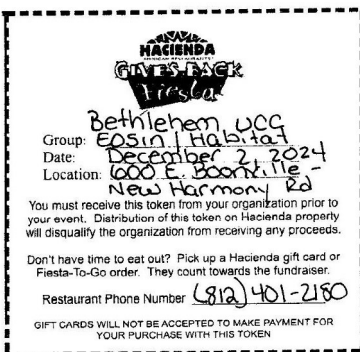 HACIENDA
MEXICAN RESTAURANTS
GIVES BACK
Fiesta
Bethlehem UCC
Group: EOSin / Habitat
Date: December 2, 2024
Location: 600 E. Boonville -
New Harmony Rd
You must receive this token from your organization prior to
your event. Distribution of this token on Hacienda property
will disqualify the organization from receiving any proceeds.
Don't have time to eat out? Pick up a Hacienda gift card or
Fiesta-To-Go order. They count towards the fundraiser.
Restaurant Phone Number (812) 401-2180
GIFT CARDS WILL NOT BE ACCEPTED TO MAKE PAYMENT FOR
YOUR PURCHASE WITH THIS TOKEN